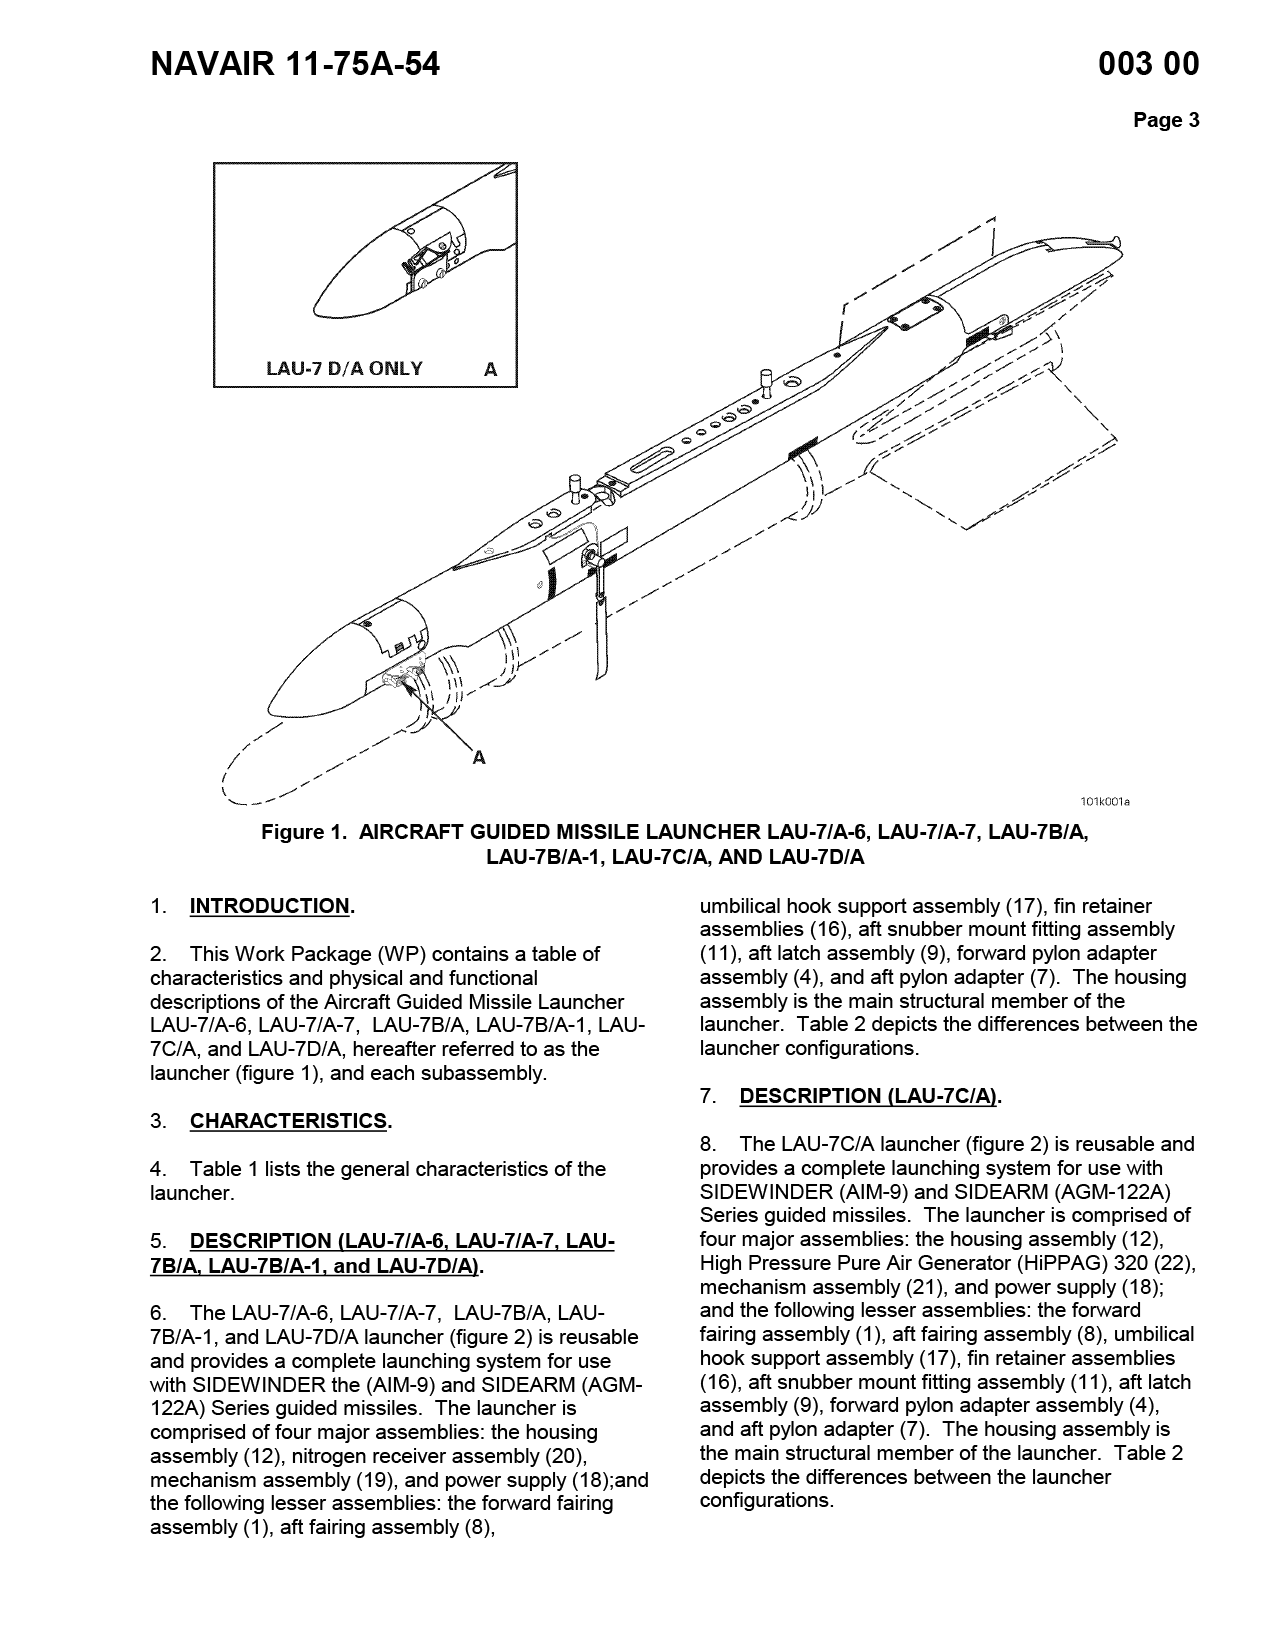 NAVAIR 11-75A-54
003 00
Page 3
LAU-7 D/A ONLY
A
A
101k001a
Figure 1.  AIRCRAFT GUIDED MISSILE LAUNCHER LAU-7/A-6, LAU-7/A-7, LAU-7B/A,
LAU-7B/A-1, LAU-7C/A, AND LAU-7D/A
1.    INTRODUCTION.
2.    This Work Package (WP) contains a table of
characteristics and physical and functional
descriptions of the Aircraft Guided Missile Launcher
LAU-7/A-6, LAU-7/A-7,  LAU-7B/A, LAU-7B/A-1, LAU-
7C/A, and LAU-7D/A, hereafter referred to as the
launcher (figure 1), and each subassembly.
3.    CHARACTERISTICS.
4.    Table 1 lists the general characteristics of the
launcher.
5.    DESCRIPTION (LAU-7/A-6, LAU-7/A-7, LAU-
7B/A, LAU-7B/A-1, and LAU-7D/A).
6.    The LAU-7/A-6, LAU-7/A-7,  LAU-7B/A, LAU-
7B/A-1, and LAU-7D/A launcher (figure 2) is reusable
and provides a complete launching system for use
with SIDEWINDER the (AIM-9) and SIDEARM (AGM-
122A) Series guided missiles.  The launcher is
comprised of four major assemblies: the housing
assembly (12), nitrogen receiver assembly (20),
mechanism assembly (19), and power supply (18);and
the following lesser assemblies: the forward fairing
assembly (1), aft fairing assembly (8),
umbilical hook support assembly (17), fin retainer
assemblies (16), aft snubber mount fitting assembly
(11), aft latch assembly (9), forward pylon adapter
assembly (4), and aft pylon adapter (7).  The housing
assembly is the main structural member of the
launcher.  Table 2 depicts the differences between the
launcher configurations.
7.    DESCRIPTION (LAU-7C/A).
8.    The LAU-7C/A launcher (figure 2) is reusable and
provides a complete launching system for use with
SIDEWINDER (AIM-9) and SIDEARM (AGM-122A)
Series guided missiles.  The launcher is comprised of
four major assemblies: the housing assembly (12),
High Pressure Pure Air Generator (HiPPAG) 320 (22),
mechanism assembly (21), and power supply (18);
and the following lesser assemblies: the forward
fairing assembly (1), aft fairing assembly (8), umbilical
hook support assembly (17), fin retainer assemblies
(16), aft snubber mount fitting assembly (11), aft latch
assembly (9), forward pylon adapter assembly (4),
and aft pylon adapter (7).  The housing assembly is
the main structural member of the launcher.  Table 2
depicts the differences between the launcher
configurations.